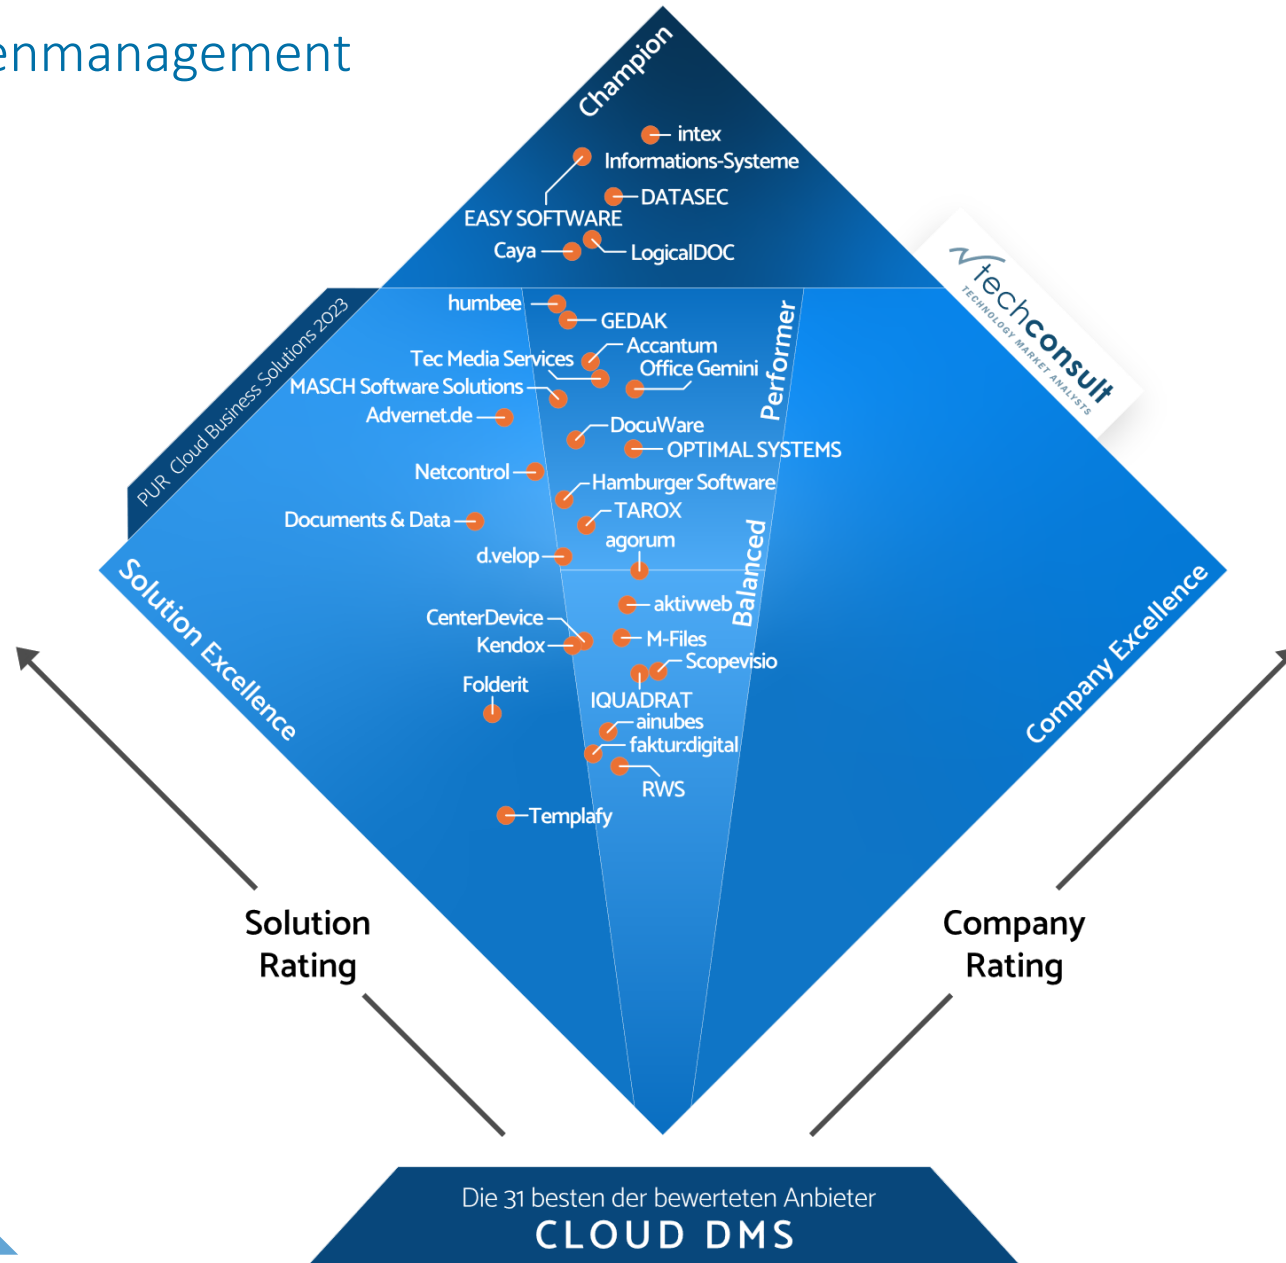 enmanagement
Champion
intex
Informations-Systeme
DATASEC
EASY SOFTWARE
Caya
LogicalDOC
techconsult
TECHNOLOGY MARKET ANALYSTS
PUR Cloud Business Solutions 2023
humbee
GEDAK
Performer
Accantum
Tec Media Services
Office Gemini
MASCH Software Solutions
Advernet.de
DocuWare
OPTIMAL SYSTEMS
Netcontrol
Hamburger Software
TAROX
Documents & Data
agorum
d.velop
Balanced
Solution Excellence
Company Excellence
aktivweb
CenterDevice
M-Files
Kendox
Scopevisio
Folderit
IQUADRAT
ainubes
faktur:digital
RWS
Templafy
Solution
Rating
Company
Rating
Die 31 besten der bewerteten Anbieter
CLOUD DMS